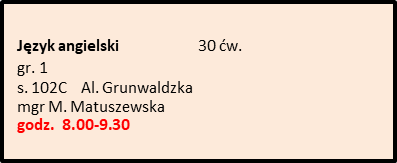 Język angielski 30 ćw.
gr. 1
s. 102C Al. Grunwaldzka
mgr M. Matuszewska
godz. 8.00-9.30